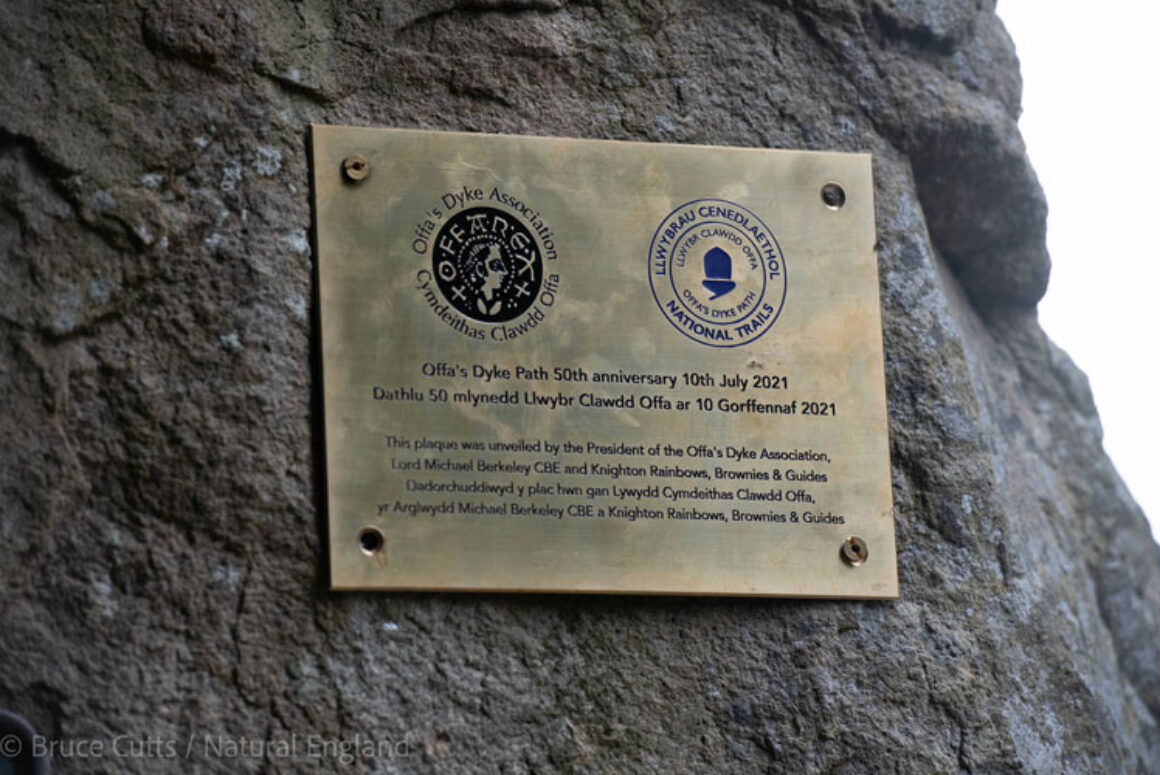 Offa's Dyke Association
O·FFA·REX
Cymdeithas Clawdd Offa
LLWYBRAU CENEDLAETHOL
LLWYBR CLAWDD OFFA
OFFA'S DYKE PATH
NATIONAL TRAILS
Offa's Dyke Path 50th anniversary 10th July 2021
Dathlu 50 mlynedd Llwybr Clawdd Offa ar 10 Gorffennaf 2021
This plaque was unveiled by the President of the Offa's Dyke Association,
Lord Michael Berkeley CBE and Knighton Rainbows, Brownies & Guides
Dadorchuddiwyd y plac hwn gan Lywydd Cymdeithas Clawdd Offa,
yr Arglwydd Michael Berkeley CBE a Knighton Rainbows, Brownies & Guides
© Bruce Cutts / Natural England